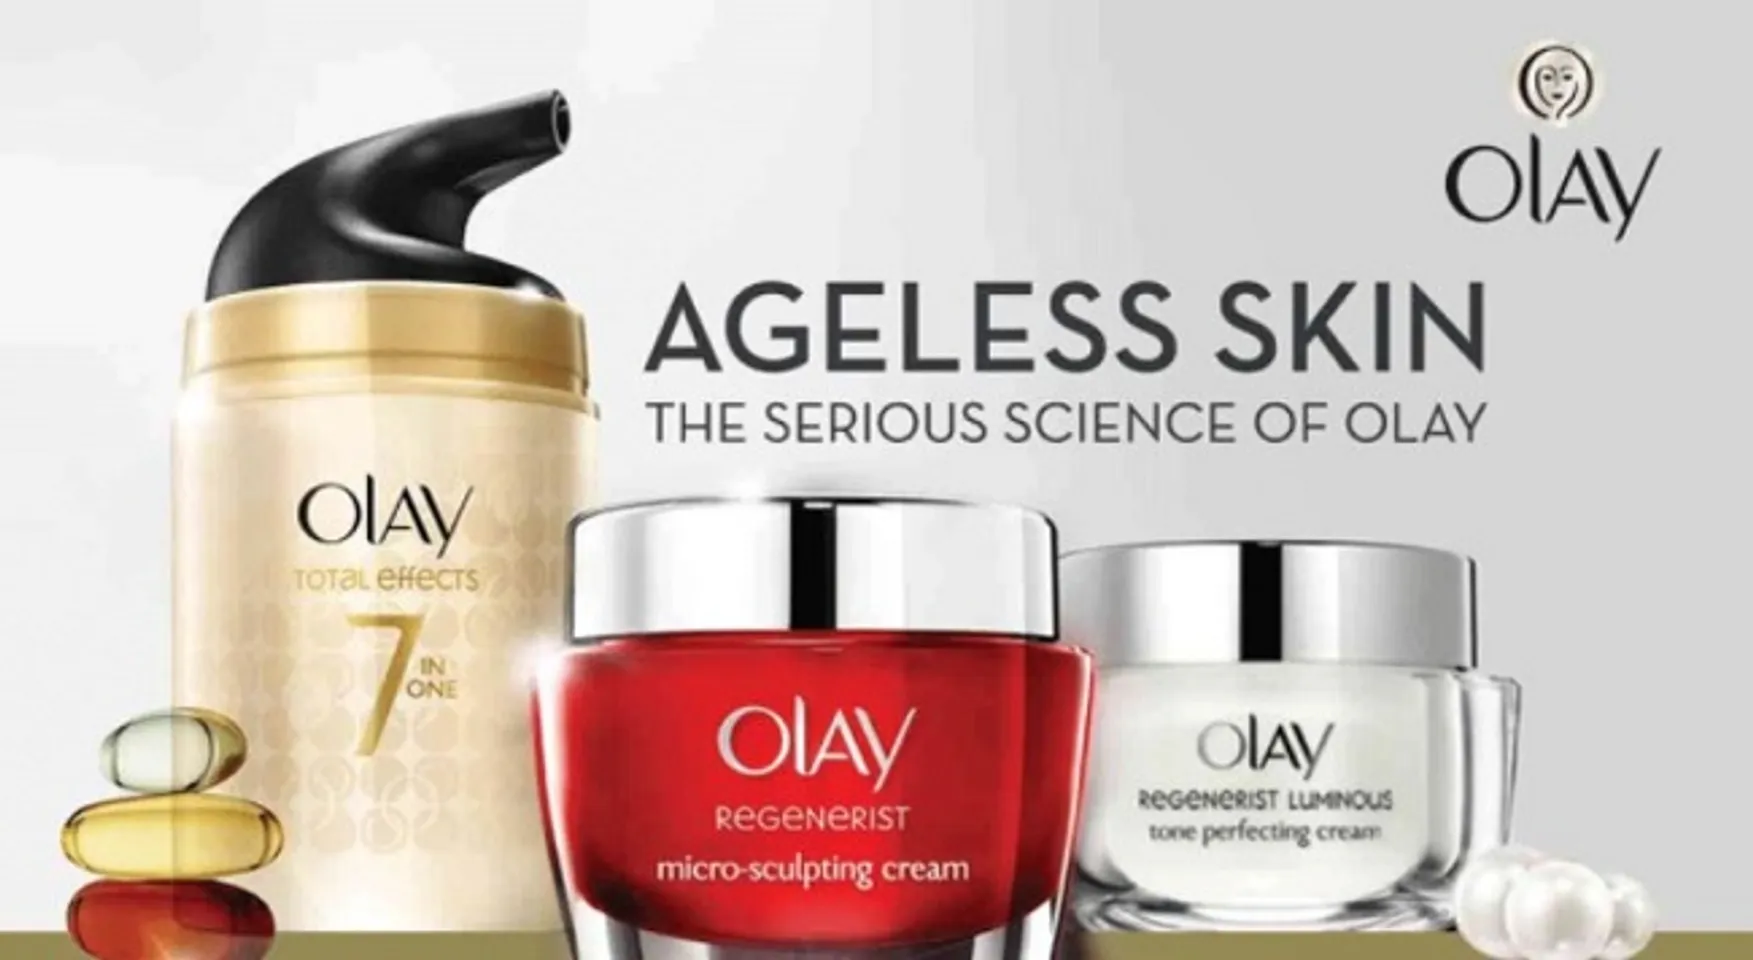 OLAY
AGELESS SKIN
THE SERIOUS SCIENCE OF OLAY
OLAY
TOTAL effects
7 IN
ONE
OLAY
REGENERIST
micro-sculpting cream
OLAY
REGENERIST LUMINOUS
tone perfecting cream